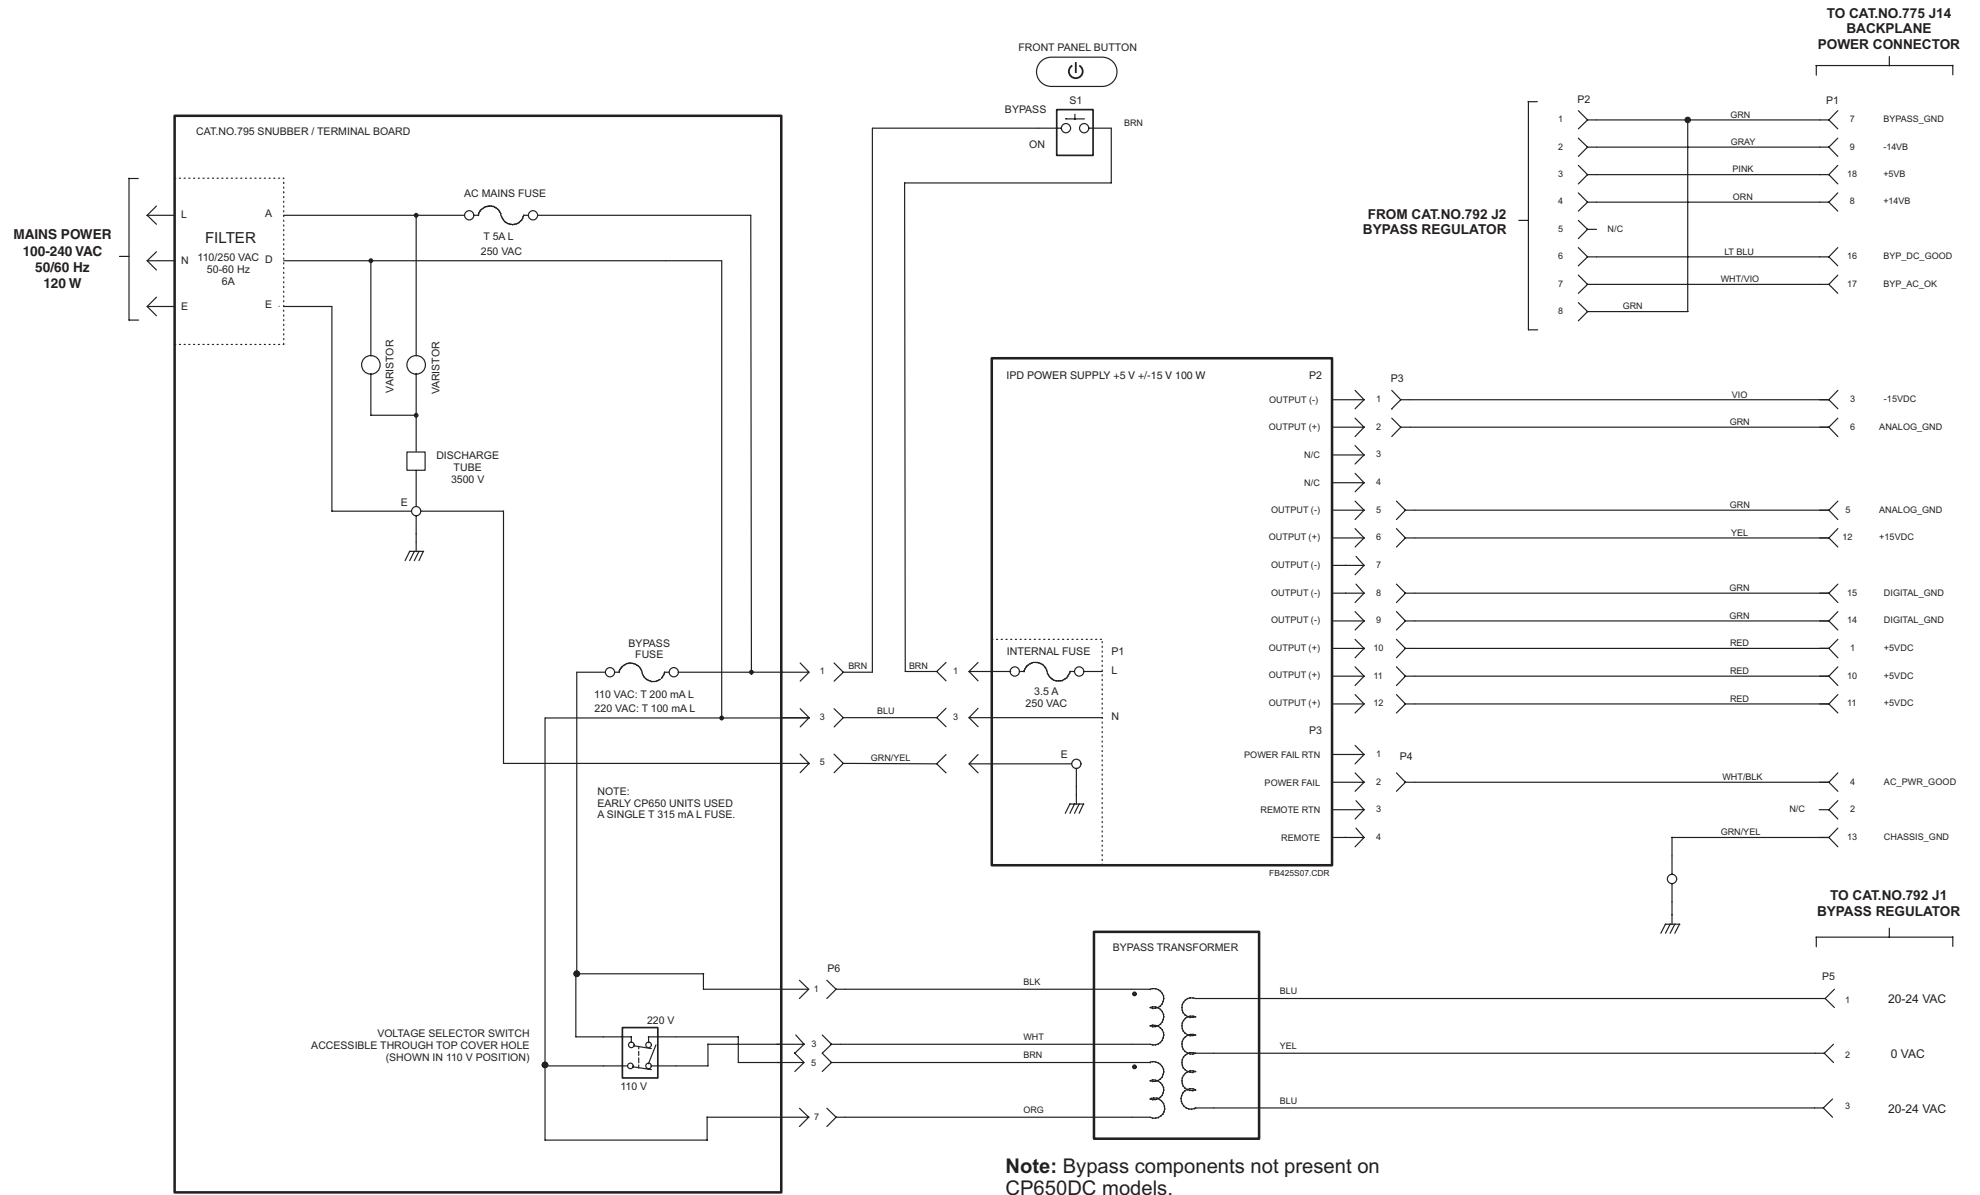 TO CAT.NO.775 J14
BACKPLANE
POWER CONNECTOR
FRONT PANEL BUTTON
S1
BYPASS
BRN
ON
CAT.NO.795 SNUBBER / TERMINAL BOARD
MAINS POWER
100-240 VAC
50/60 Hz
120 W
L
N
E
FILTER
110/250 VAC
50-60 Hz
6A
A
D
E
AC MAINS FUSE
T 5A L
250 VAC
VARISTOR
VARISTOR
DISCHARGE
TUBE
3500 V
E
BYPASS
FUSE
110 VAC: T 200 mA L
220 VAC: T 100 mA L
NOTE:
EARLY CP650 UNITS USED
A SINGLE T 315 mA L FUSE.
1 BRN
BRN 1
3 BLU 3
5 GRN/YEL
FROM CAT.NO.792 J2
BYPASS REGULATOR
P2 P1
1 GRN 7 BYPASS_GND
2 GRAY 9 -14VB
3 PINK 18 +5VB
4 ORN 8 +14VB
5 N/C
6 LT BLU 16 BYP_DC_GOOD
7 WHT/VIO 17 BYP_AC_OK
8 GRN
IPD POWER SUPPLY +5 V +/-15 V 100 W
P2 P3
OUTPUT (-) 1 VIO 3 -15VDC
OUTPUT (+) 2 GRN 6 ANALOG_GND
N/C 3
N/C 4
OUTPUT (-) 5 GRN 5 ANALOG_GND
OUTPUT (+) 6 YEL 12 +15VDC
OUTPUT (-) 7
OUTPUT (-) 8 GRN 15 DIGITAL_GND
OUTPUT (-) 9 GRN 14 DIGITAL_GND
OUTPUT (+) 10 RED 1 +5VDC
OUTPUT (+) 11 RED 10 +5VDC
OUTPUT (+) 12 RED 11 +5VDC
INTERNAL FUSE
3.5 A
250 VAC
P1
L
N
E
P3
POWER FAIL RTN 1 P4
POWER FAIL 2 WHT/BLK 4 AC_PWR_GOOD
REMOTE RTN 3 N/C 2
REMOTE 4 GRN/YEL 13 CHASSIS_GND
FB425S07.CDR
TO CAT.NO.792 J1
BYPASS REGULATOR
VOLTAGE SELECTOR SWITCH
ACCESSIBLE THROUGH TOP COVER HOLE
(SHOWN IN 110 V POSITION)
220 V
110 V
P6
1 BLK
3 WHT
5 BRN
7 ORG
BYPASS TRANSFORMER
P5
BLU 1 20-24 VAC
YEL 2 0 VAC
BLU 3 20-24 VAC
Note: Bypass components not present on
CP650DC models.